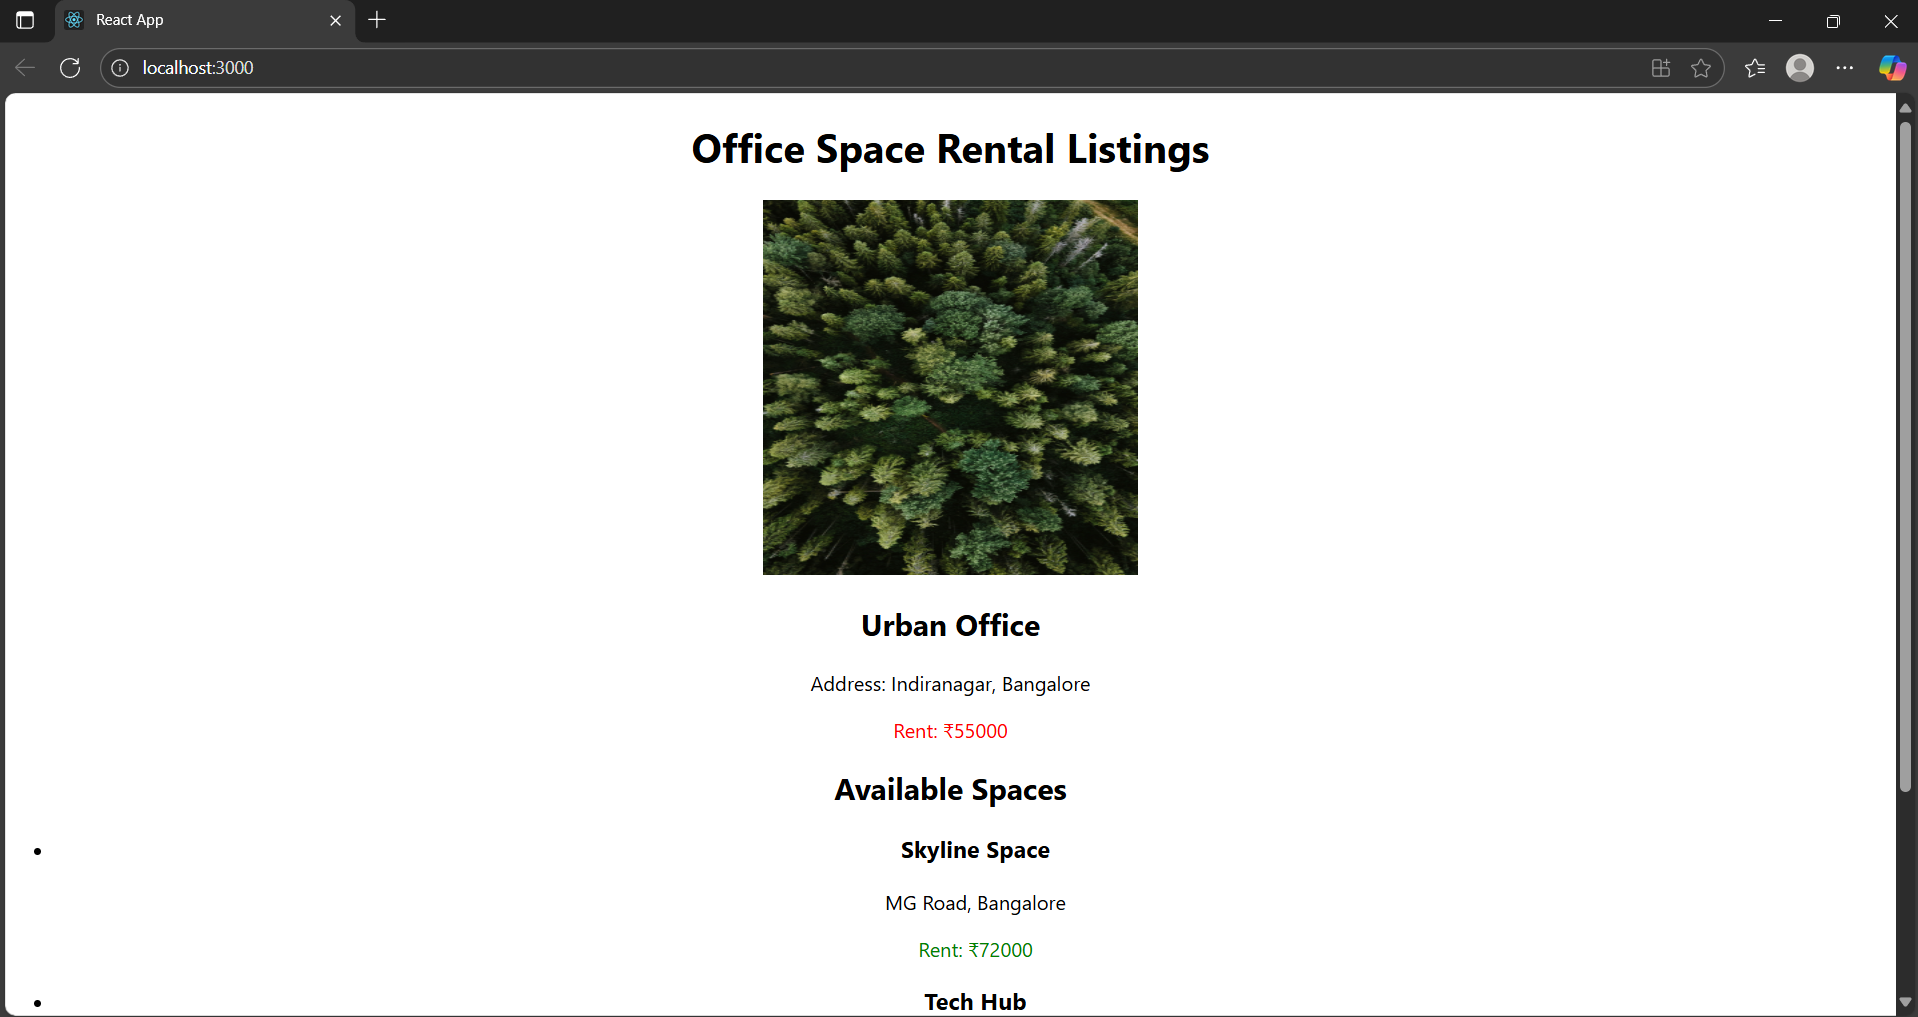 React App
localhost:3000
Office Space Rental Listings
Urban Office
Address: Indiranagar, Bangalore
Rent: ₹55000
Available Spaces
Skyline Space
MG Road, Bangalore
Rent: ₹72000
Tech Hub